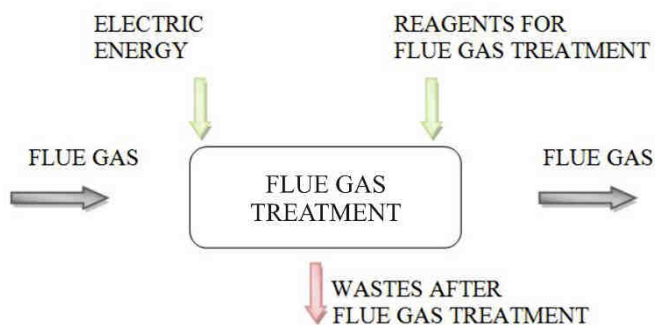 ELECTRIC
ENERGY
REAGENTS FOR
FLUE GAS TREATMENT
FLUE GAS
FLUE GAS
TREATMENT
FLUE GAS
WASTES AFTER
FLUE GAS TREATMENT